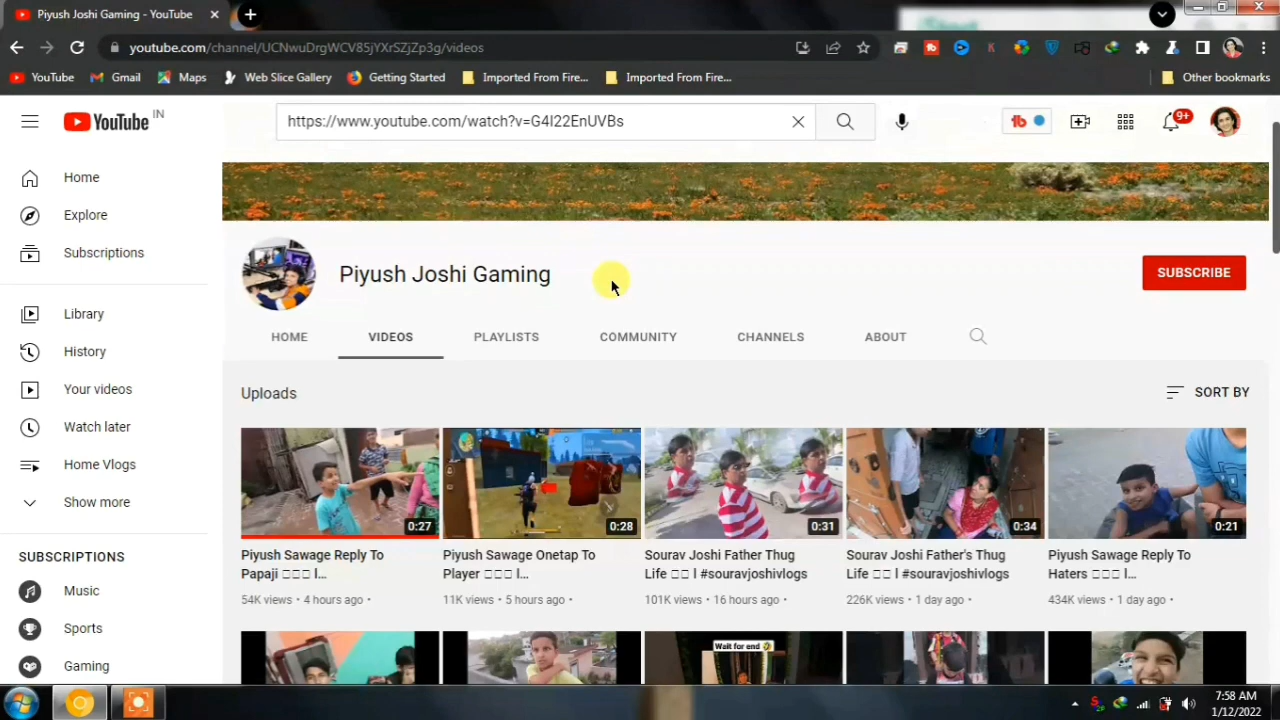 Piyush Joshi Gaming - YouTube
youtube.com/channel/UCNwuDrgWCV85jYXrSZjZp3g/videos
YouTube Gmail Maps Web Slice Gallery Getting Started Imported From Fire... Imported From Fire... Other bookmarks
YouTube IN
https://www.youtube.com/watch?v=G4I22EnUVBs
9+
Home
Explore
Subscriptions
Library
History
Your videos
Watch later
Home Vlogs
Show more
SUBSCRIPTIONS
Music
Sports
Gaming
Piyush Joshi Gaming
SUBSCRIBE
HOME VIDEOS PLAYLISTS COMMUNITY CHANNELS ABOUT
Uploads
SORT BY
0:27
Piyush Sawage Reply To
Papaji □□□ l...
54K views • 4 hours ago •
0:28
Piyush Sawage Onetap To
Player □□□ l...
11K views • 5 hours ago •
0:31
Sourav Joshi Father Thug
Life □□ l #souravjoshivlogs
101K views • 16 hours ago •
0:34
Sourav Joshi Father's Thug
Life □□ l #souravjoshivlogs
226K views • 1 day ago •
0:21
Piyush Sawage Reply To
Haters □□□ l...
434K views • 1 day ago •
Wait for end
7:58 AM
1/12/2022